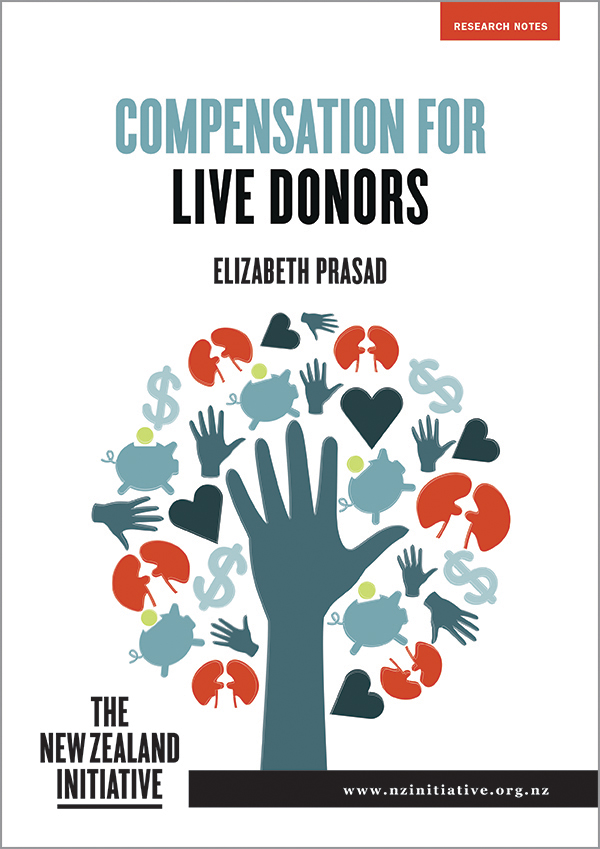 RESEARCH NOTES
COMPENSATION FOR
LIVE DONORS
ELIZABETH PRASAD
$
$
$
$
THE
NEW ZEALAND
INITIATIVE
www.nzinitiative.org.nz